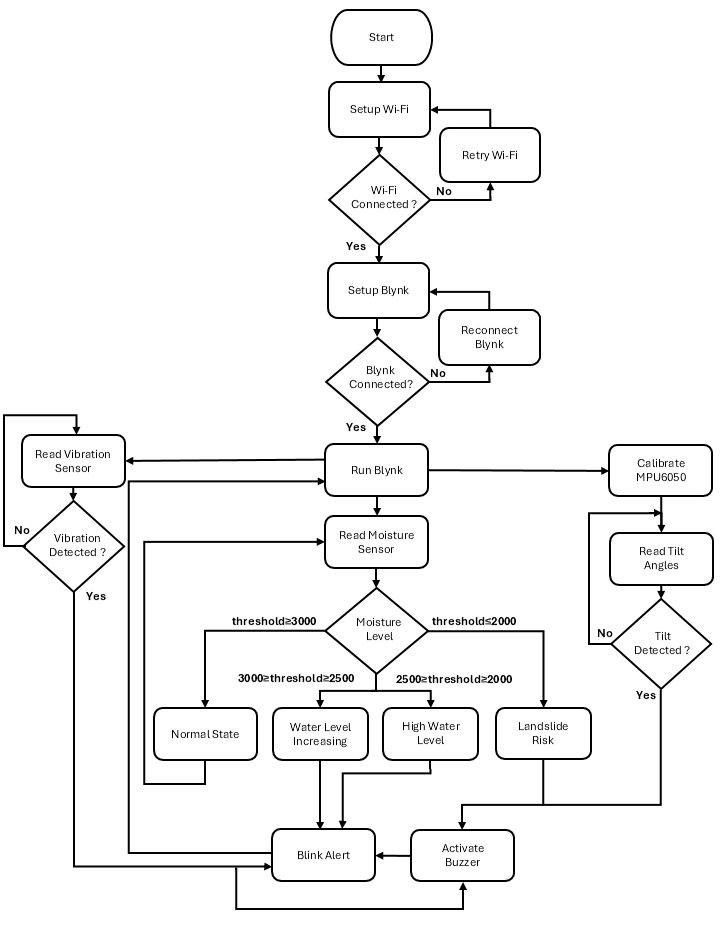 Start
Setup Wi-Fi
Retry Wi-Fi
Wi-Fi
Connected ?
No
Yes
Setup Blynk
Reconnect
Blynk
Blynk
Connected?
No
Yes
Read Vibration
Sensor
Run Blynk
Calibrate
MPU6050
No
Vibration
Detected ?
Yes
Read Moisture
Sensor
Read Tilt
Angles
threshold≥3000
Moisture
Level
threshold≤2000
No
Tilt
Detected ?
Yes
3000≥threshold≥2500
2500≥threshold≥2000
Normal State
Water Level
Increasing
High Water
Level
Landslide
Risk
Blink Alert
Activate
Buzzer